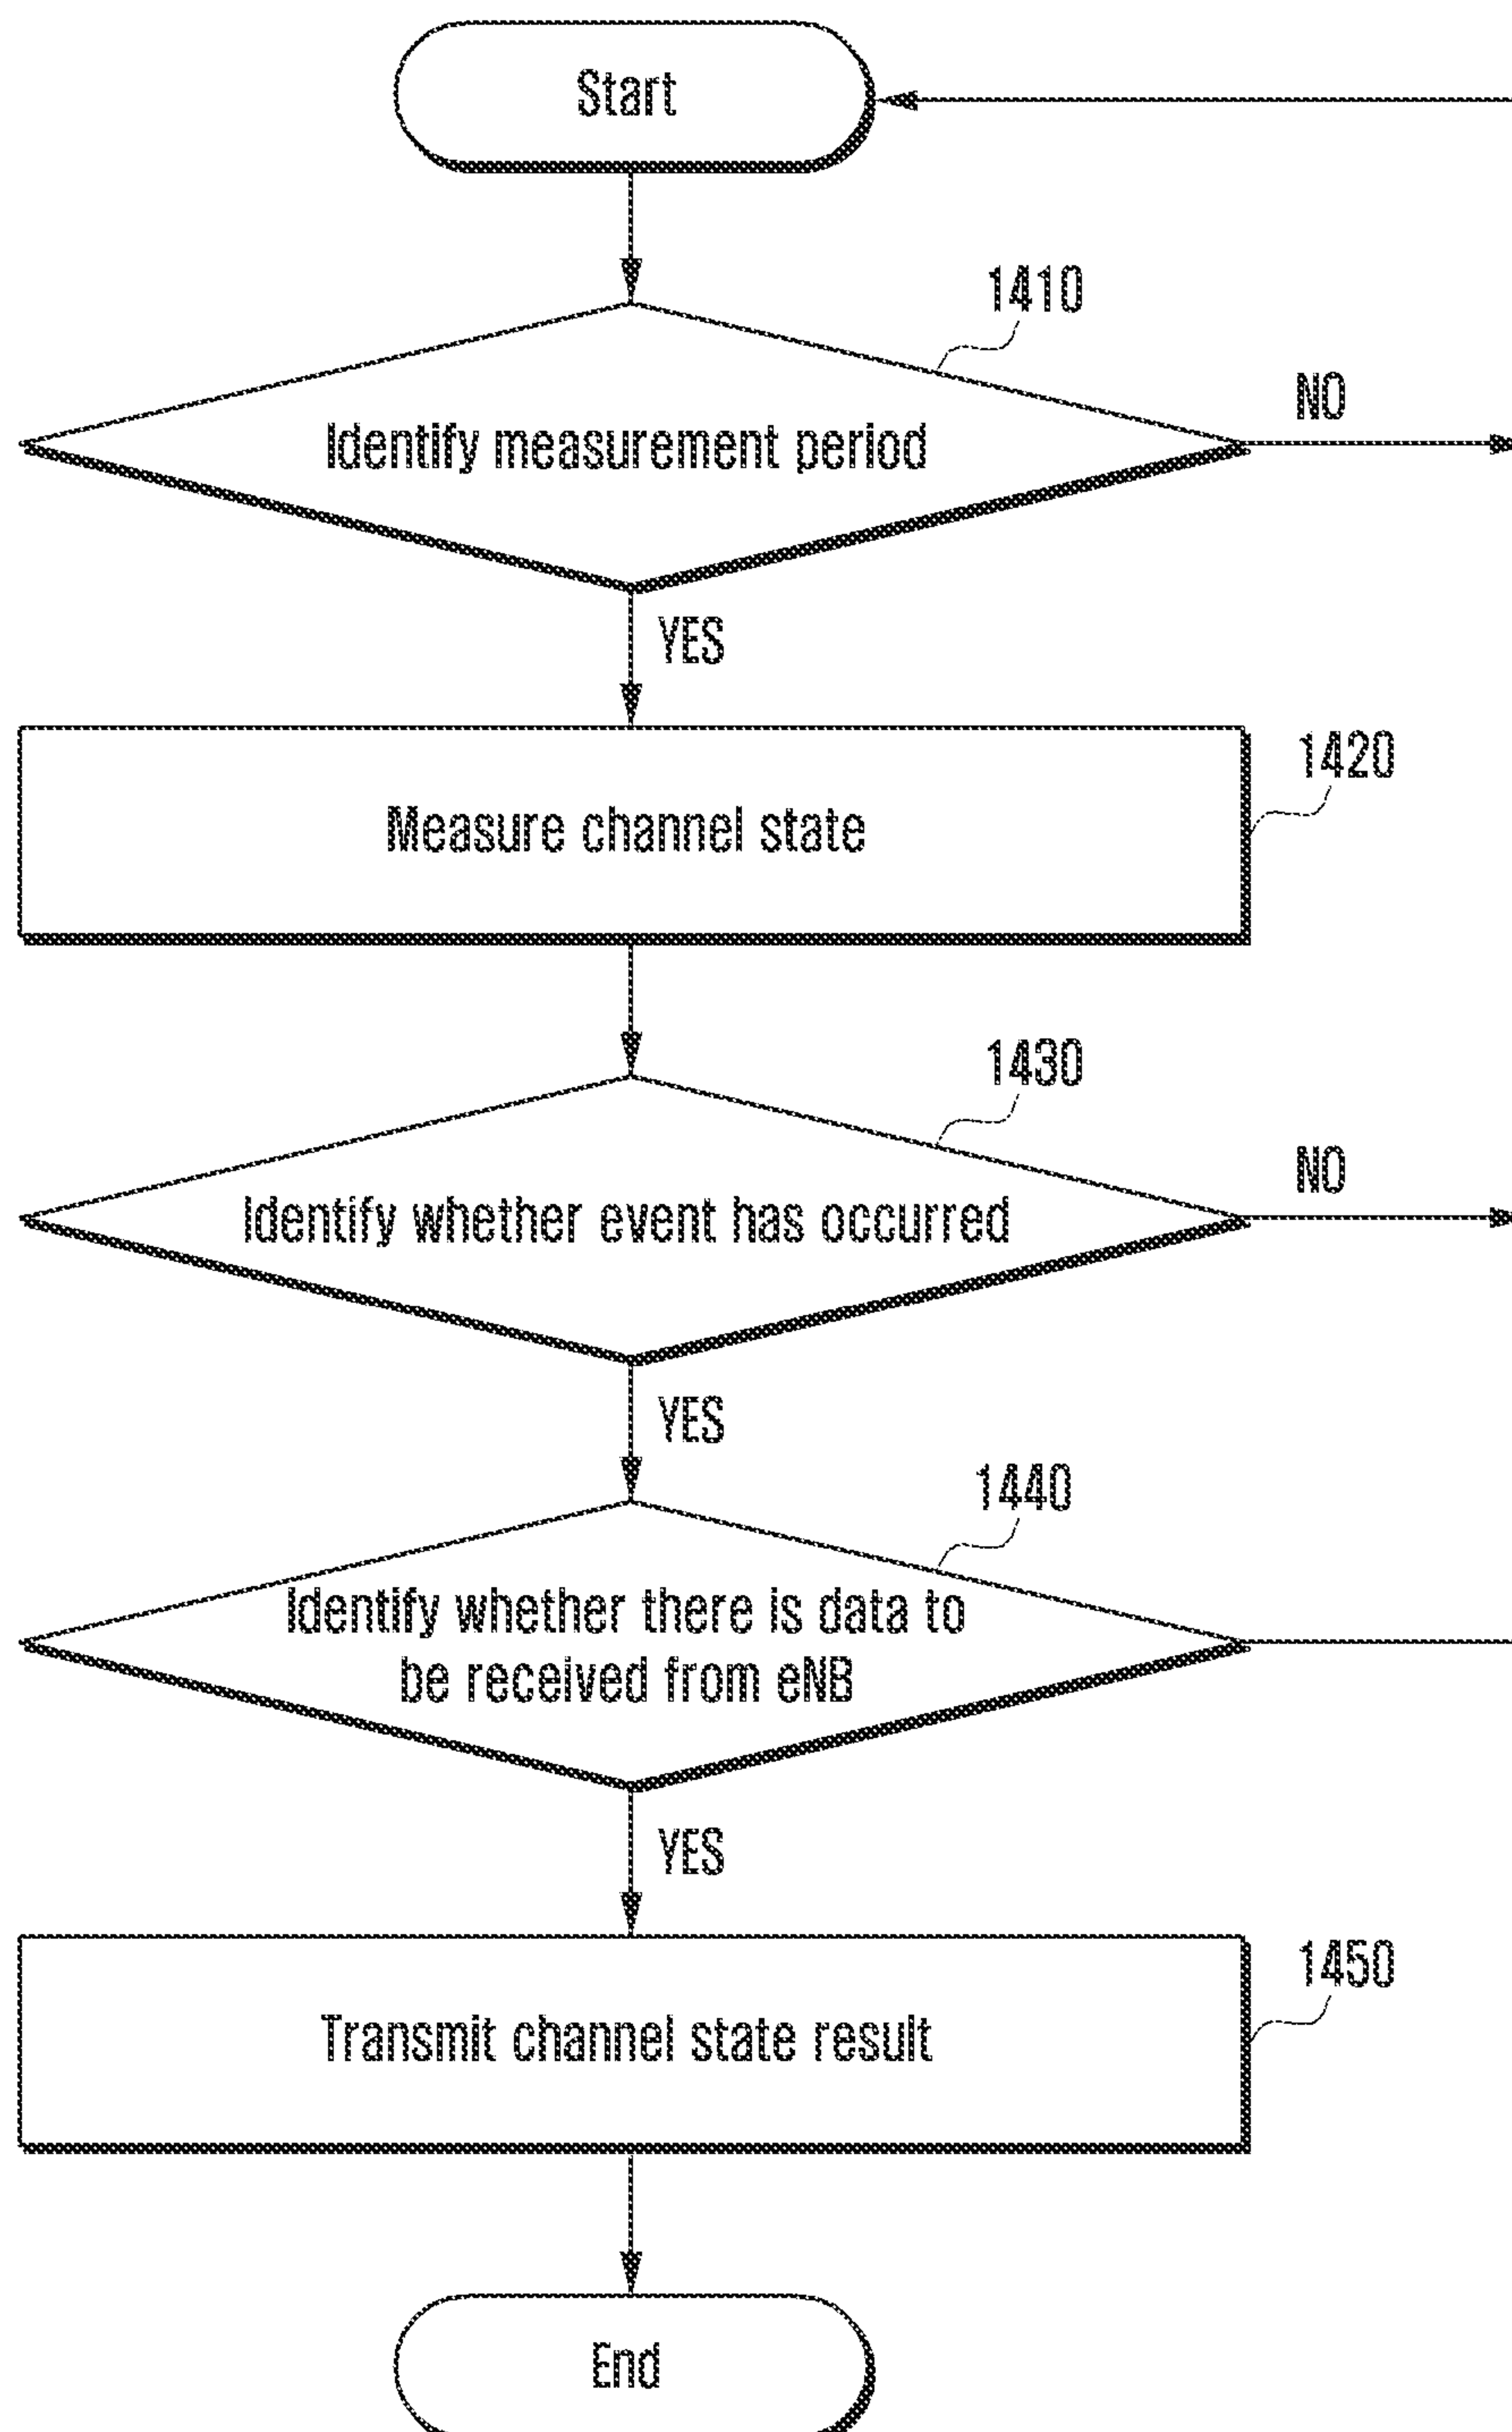 Start
1410
Identify measurement period
NO
YES
1420
Measure channel state
1430
Identify whether event has occurred
NO
YES
1440
Identify whether there is data to
be received from eNB
YES
1450
Transmit channel state result
End